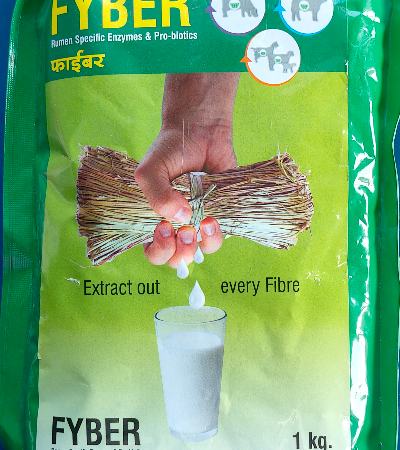 FYBER
Rumen Specific Enzymes & Pro-biotics
फाईबर
Extract out every Fibre
FYBER
1 kg.